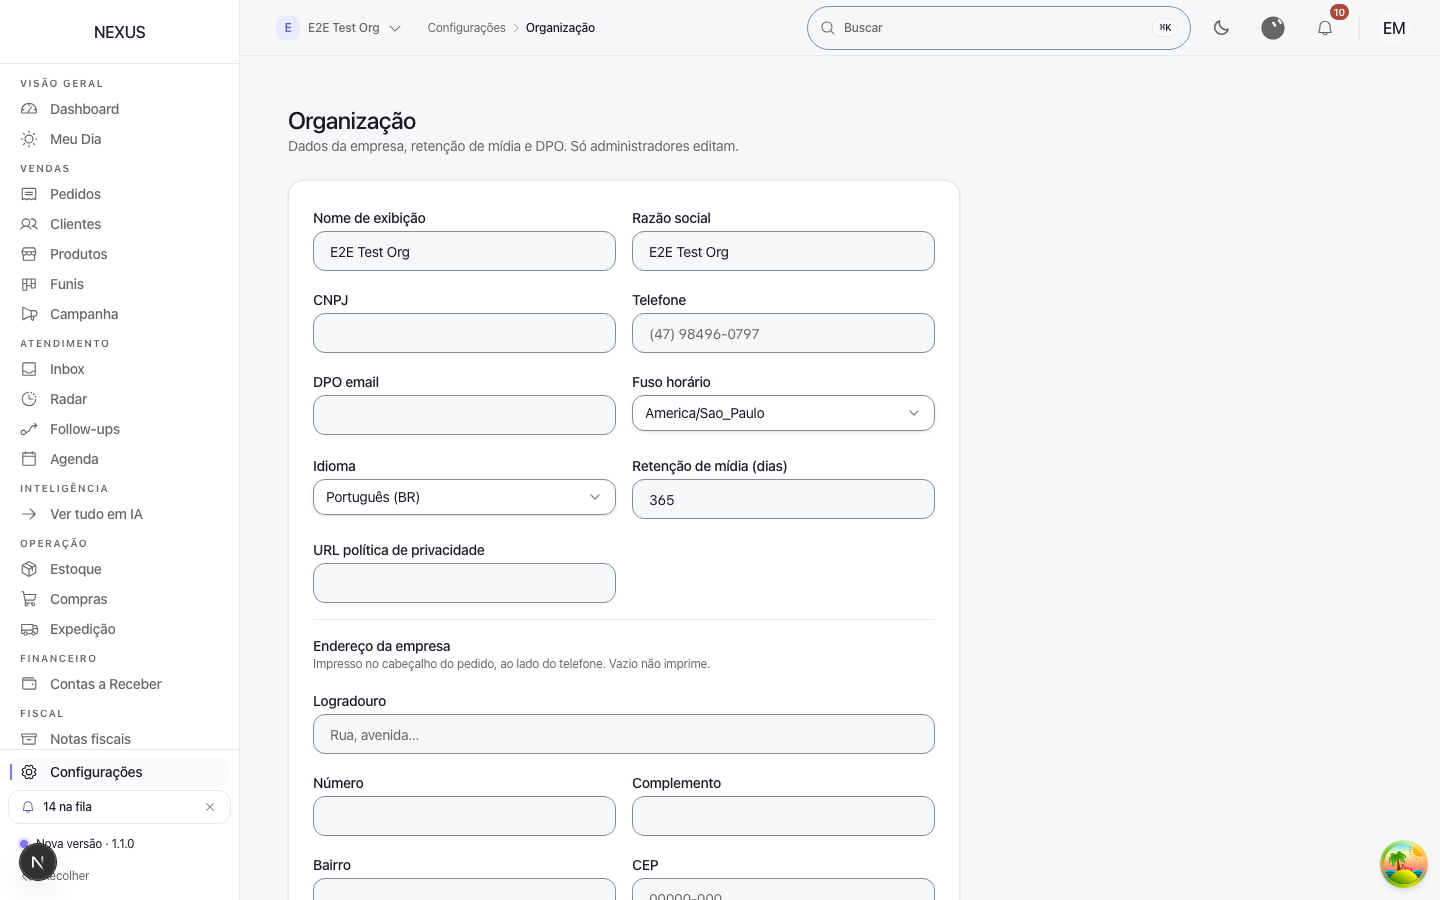 NEXUS
E E2E Test Org
Configurações
Organização
Buscar
⌘K
10
EM
VISÃO GERAL
Dashboard
Meu Dia
VENDAS
Pedidos
Clientes
Produtos
Funis
Campanha
ATENDIMENTO
Inbox
Radar
Follow-ups
Agenda
INTELIGÊNCIA
Ver tudo em IA
OPERAÇÃO
Estoque
Compras
Expedição
FINANCEIRO
Contas a Receber
FISCAL
Notas fiscais
Configurações
14 na fila
Nova versão · 1.1.0
N
Organização
Dados da empresa, retenção de mídia e DPO. Só administradores editam.
Nome de exibição
Razão social
E2E Test Org
E2E Test Org
CNPJ
Telefone
(47) 98496-0797
DPO email
Fuso horário
America/Sao_Paulo
Idioma
Retenção de mídia (dias)
Português (BR)
365
URL política de privacidade
Endereço da empresa
Impresso no cabeçalho do pedido, ao lado do telefone. Vazio não imprime.
Logradouro
Rua, avenida...
Número
Complemento
Bairro
CEP
00000-000